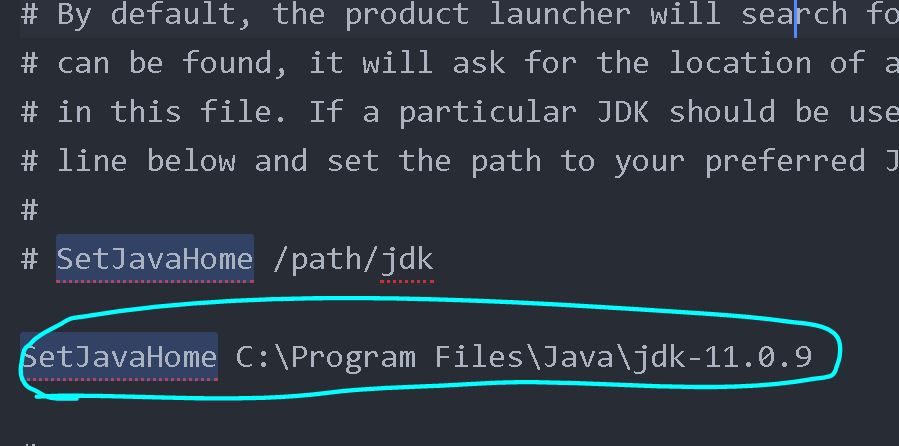 # By default, the product launcher will search fo
# can be found, it will ask for the location of a
# in this file. If a particular JDK should be use
# line below and set the path to your preferred J
#
# SetJavaHome /path/jdk
SetJavaHome C:\Program Files\Java\jdk-11.0.9
#